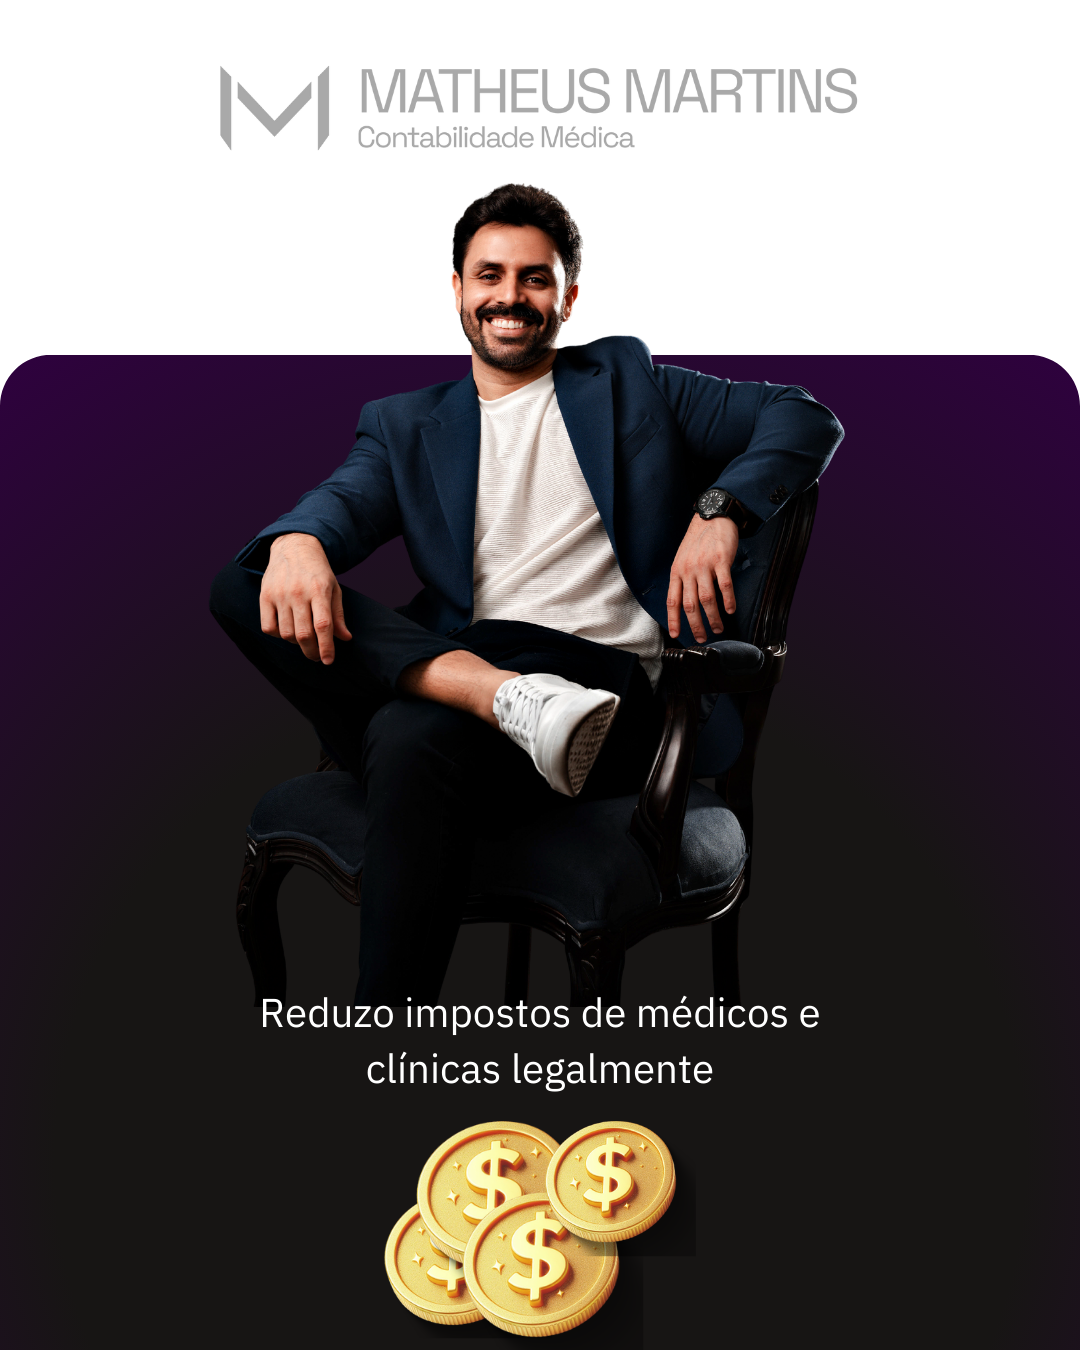 MATHEUS MARTINS
Contabilidade Médica
Reduzo impostos de médicos e
clínicas legalmente
$
$
$
$